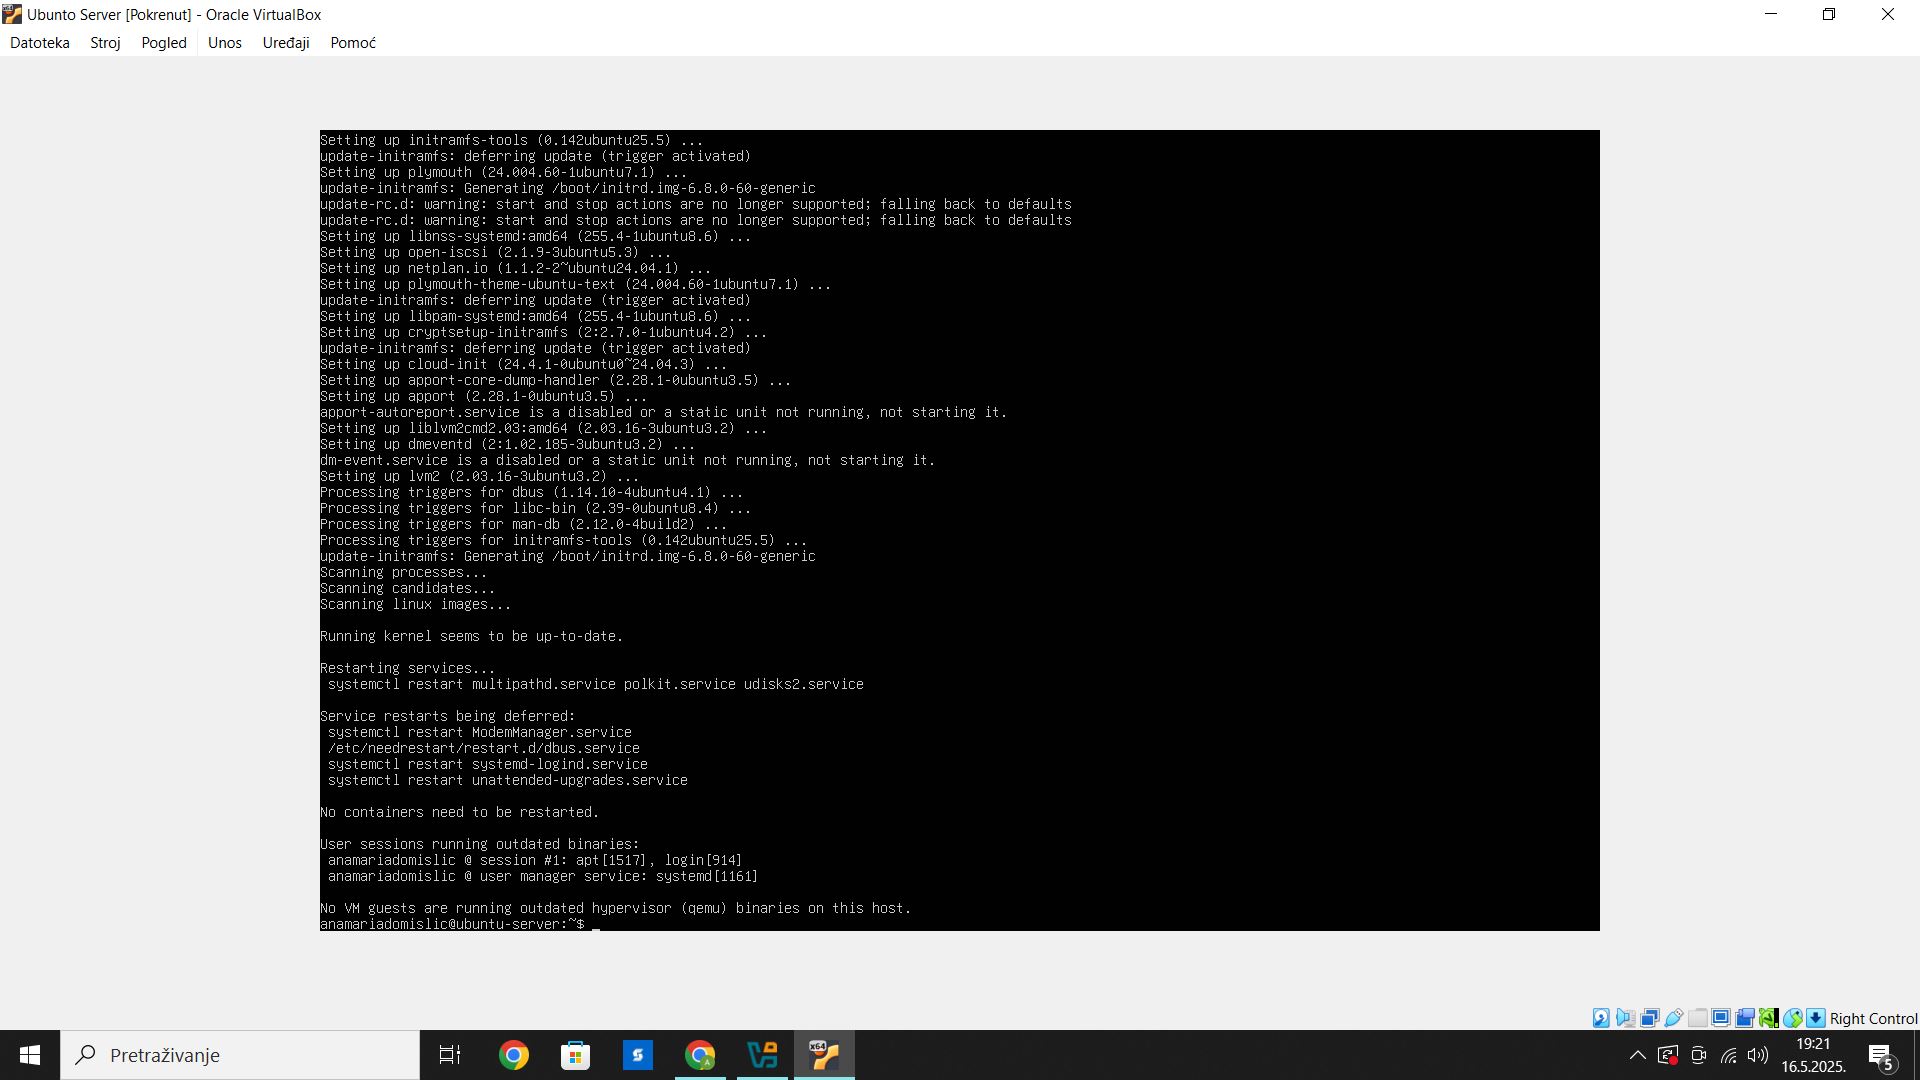 Ubunto Server [Pokrenut] - Oracle VirtualBox
Datoteka Stroj Pogled Unos Uređaji Pomoć
Setting up initramfs-tools (0.142ubuntu25.5) ...
update-initramfs: deferring update (trigger activated)
Setting up plymouth (24.004.60-1ubuntu7.1) ...
update-initramfs: Generating /boot/initrd.img-6.8.0-60-generic
update-rc.d: warning: start and stop actions are no longer supported; falling back to defaults
update-rc.d: warning: start and stop actions are no longer supported; falling back to defaults
Setting up libnss-systemd:amd64 (255.4-1ubuntu8.6) ...
Setting up open-iscsi (2.1.9-3ubuntu5.3) ...
Setting up netplan.io (1.1.2-2~ubuntu24.04.1) ...
Setting up plymouth-theme-ubuntu-text (24.004.60-1ubuntu7.1) ...
update-initramfs: deferring update (trigger activated)
Setting up libpam-systemd:amd64 (255.4-1ubuntu8.6) ...
Setting up cryptsetup-initramfs (2:2.7.0-1ubuntu4.2) ...
update-initramfs: deferring update (trigger activated)
Setting up cloud-init (24.4.1-0ubuntu0~24.04.3) ...
Setting up apport-core-dump-handler (2.28.1-0ubuntu3.5) ...
Setting up apport (2.28.1-0ubuntu3.5) ...
apport-autoreport.service is a disabled or a static unit not running, not starting it.
Setting up liblvm2cmd2.03:amd64 (2.03.16-3ubuntu3.2) ...
Setting up dmeventd (2:1.02.185-3ubuntu3.2) ...
dm-event.service is a disabled or a static unit not running, not starting it.
Setting up lvm2 (2.03.16-3ubuntu3.2) ...
Processing triggers for dbus (1.14.10-4ubuntu4.1) ...
Processing triggers for libc-bin (2.39-0ubuntu8.4) ...
Processing triggers for man-db (2.12.0-4build2) ...
Processing triggers for initramfs-tools (0.142ubuntu25.5) ...
update-initramfs: Generating /boot/initrd.img-6.8.0-60-generic
Scanning processes...
Scanning candidates...
Scanning linux images...
Running kernel seems to be up-to-date.
Restarting services...
systemctl restart multipathd.service polkit.service udisks2.service
Service restarts being deferred:
systemctl restart ModemManager.service
/etc/needrestart/restart.d/dbus.service
systemctl restart systemd-logind.service
systemctl restart unattended-upgrades.service
No containers need to be restarted.
User sessions running outdated binaries:
anamariadomislic @ session #1: apt[1517], login[914]
anamariadomislic @ user manager service: systemd[1161]
No VM guests are running outdated hypervisor (qemu) binaries on this host.
anamariadomislic@ubuntu-server:~$ _
Right Control
Pretraživanje
S
A
x64
19:21
16.5.2025.
5